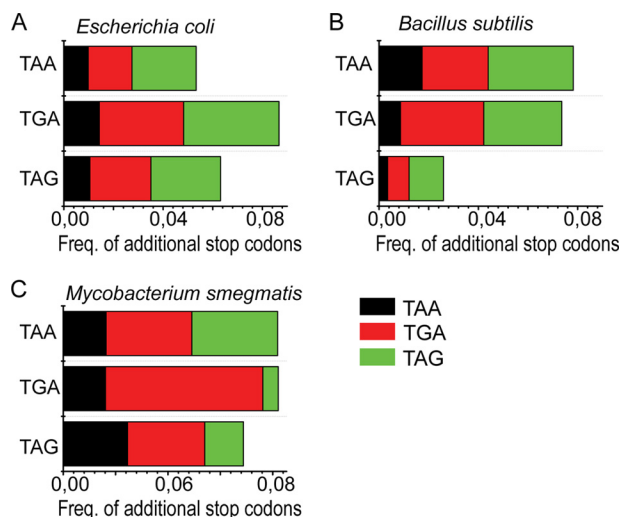 A
Escherichia coli
TAA
TGA
TAG
0,00 0,04 0,08
Freq. of additional stop codons
B
Bacillus subtilis
TAA
TGA
TAG
0,00 0,04 0,08
Freq. of additional stop codons
C
Mycobacterium smegmatis
TAA
TGA
TAG
0,00 0,06 0,08
Freq. of additional stop codons
TAA
TGA
TAG